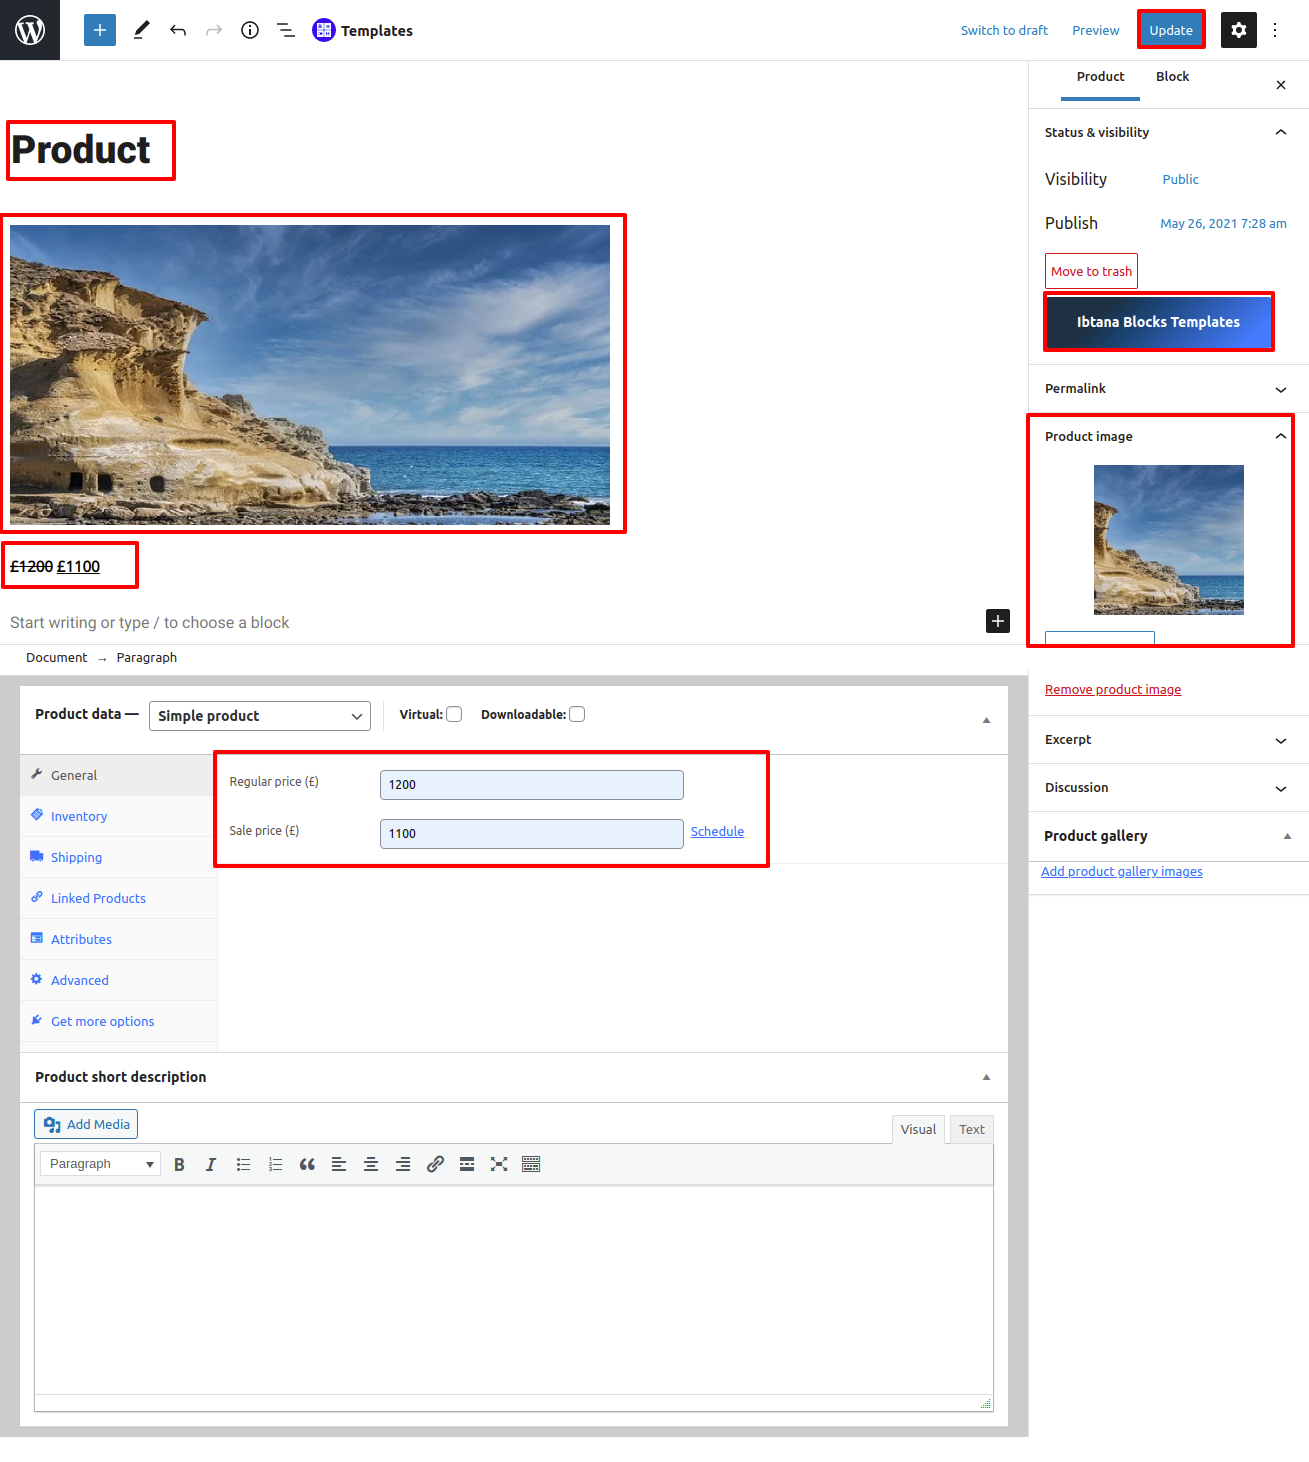 Templates
Switch to draft Preview Update
Product Block
Product
Status & visibility
Visibility Public
Publish May 26, 2021 7:28 am
Move to trash
Ibtana Blocks Templates
Permalink
Product image
£1200 £1100
Start writing or type / to choose a block
Document → Paragraph
Remove product image
Excerpt
Discussion
Product gallery
Add product gallery images
Product data — Simple product Virtual: Downloadable:
General
Inventory
Shipping
Linked Products
Attributes
Advanced
Get more options
Regular price (£) 1200
Sale price (£) 1100 Schedule
Product short description
Add Media
Visual Text
Paragraph B I